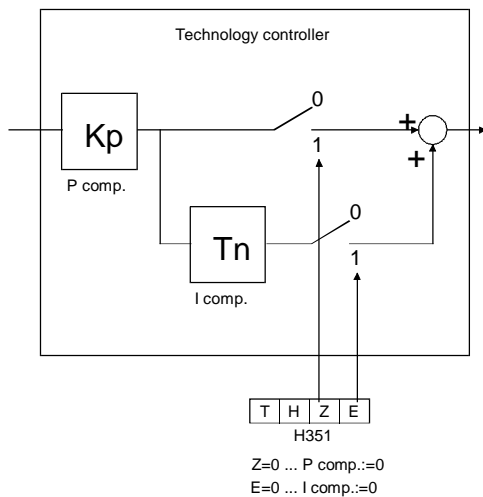 Technology controller
0
Kp
+
1
+
P comp.
0
Tn
1
I comp.
T H Z E
H351
Z=0 ... P comp.:=0
E=0 ... I comp.:=0